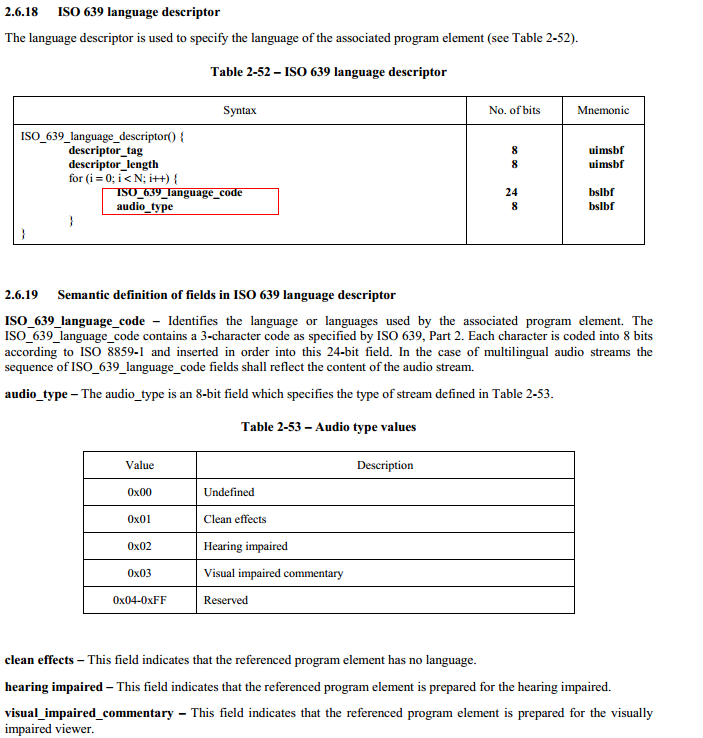 2.6.18 ISO 639 language descriptor
The language descriptor is used to specify the language of the associated program element (see Table 2-52).
Table 2-52 – ISO 639 language descriptor
Syntax No. of bits Mnemonic
ISO_639_language_descriptor() {
descriptor_tag 8 uimsbf
descriptor_length 8 uimsbf
for (i = 0; i < N; i++) {
ISO_639_language_code 24 bslbf
audio_type 8 bslbf
}
}
2.6.19 Semantic definition of fields in ISO 639 language descriptor
ISO_639_language_code – Identifies the language or languages used by the associated program element. The
ISO_639_language_code contains a 3-character code as specified by ISO 639, Part 2. Each character is coded into 8 bits
according to ISO 8859-1 and inserted in order into this 24-bit field. In the case of multilingual audio streams the
sequence of ISO_639_language_code fields shall reflect the content of the audio stream.
audio_type – The audio_type is an 8-bit field which specifies the type of stream defined in Table 2-53.
Table 2-53 – Audio type values
Value Description
0x00 Undefined
0x01 Clean effects
0x02 Hearing impaired
0x03 Visual impaired commentary
0x04-0xFF Reserved
clean effects – This field indicates that the referenced program element has no language.
hearing impaired – This field indicates that the referenced program element is prepared for the hearing impaired.
visual_impaired_commentary – This field indicates that the referenced program element is prepared for the visually
impaired viewer.